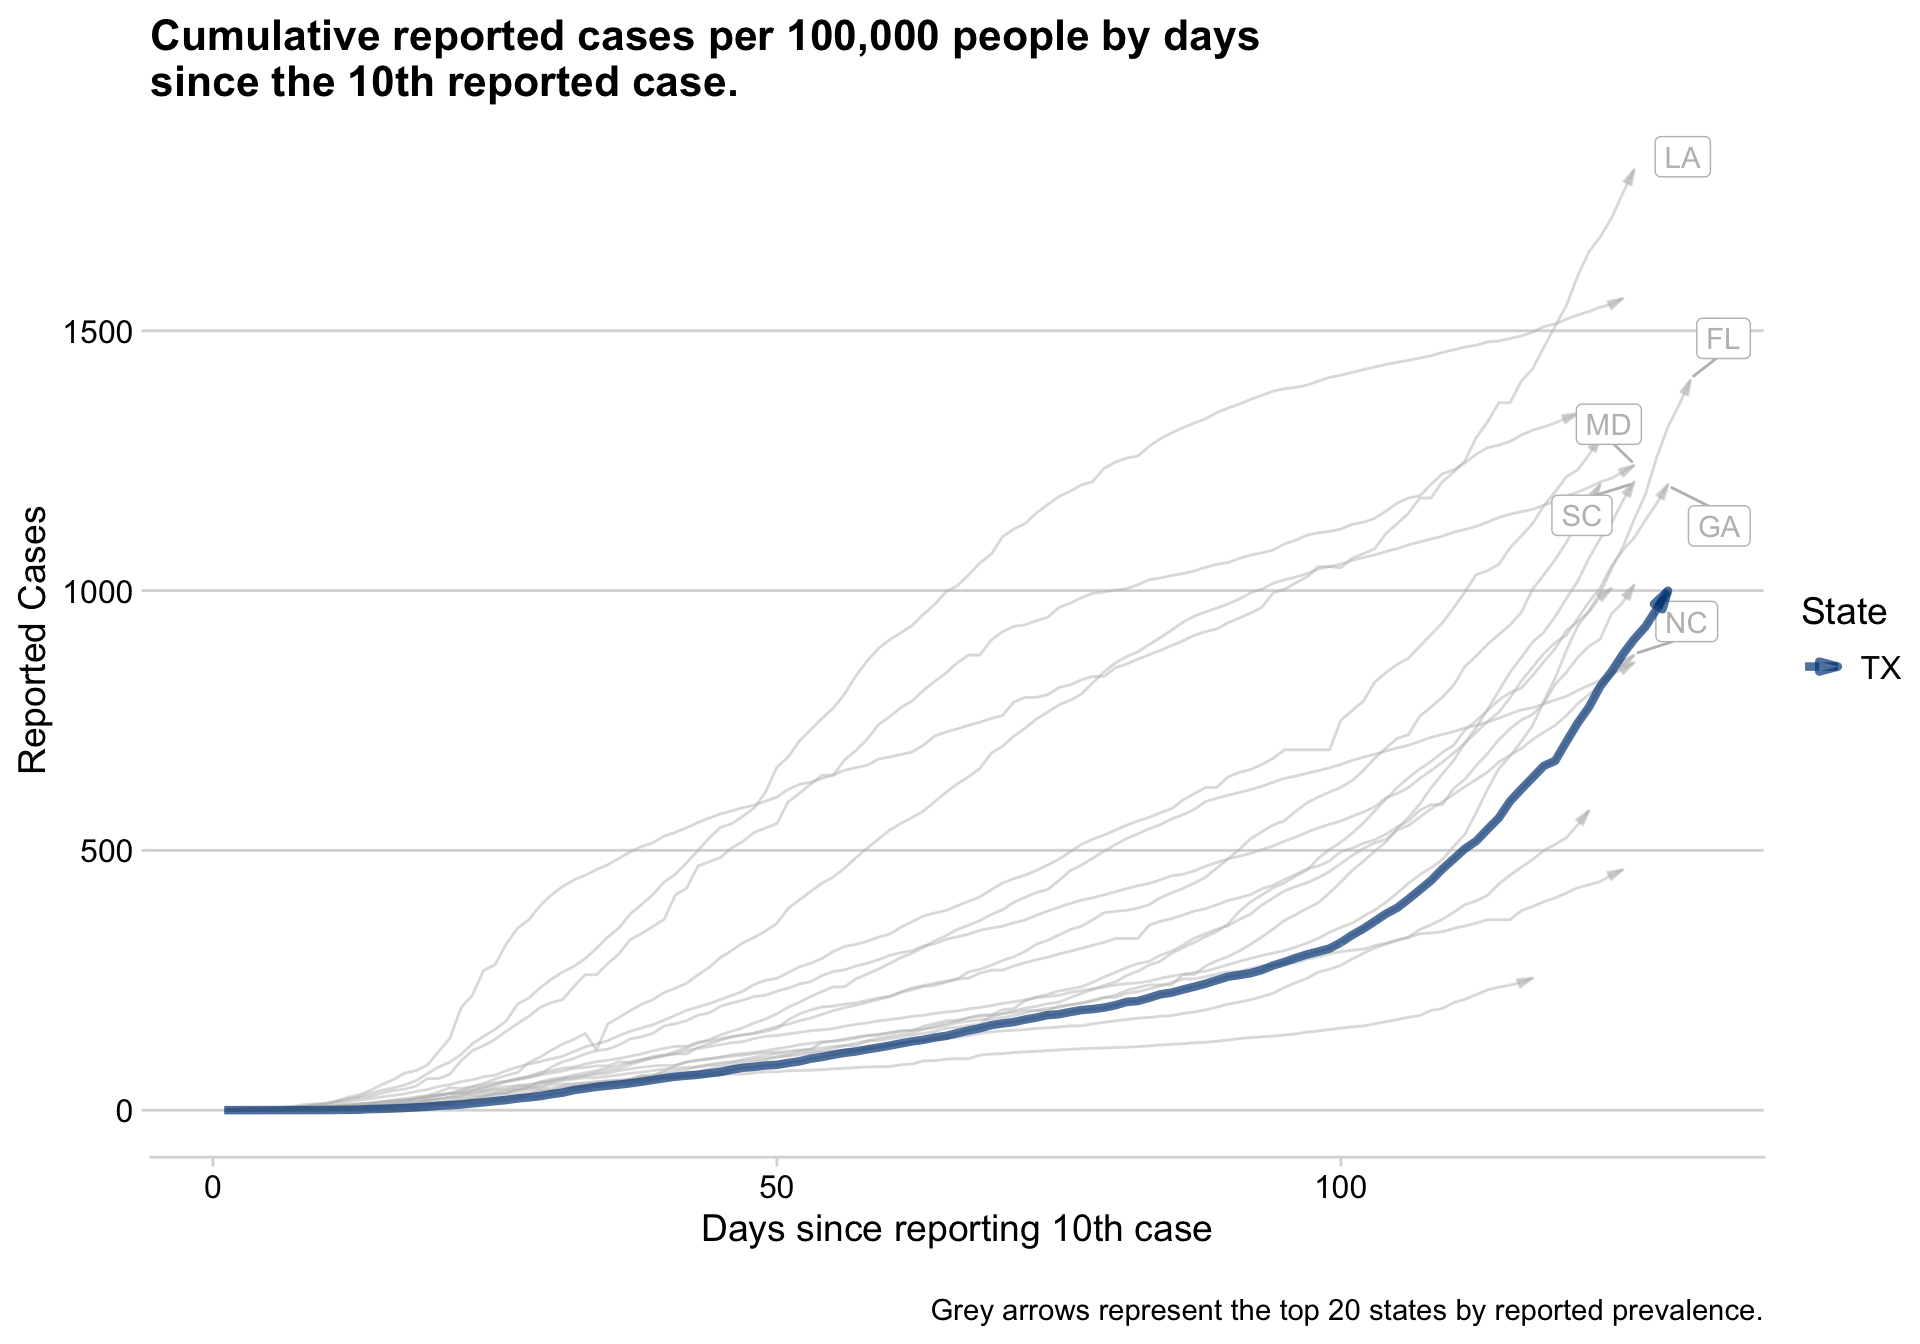 Cumulative reported cases per 100,000 people by days
since the 10th reported case.
LA
1500
FL
MD
SC
GA
Reported Cases
1000
NC
State
TX
500
0
0 50 100
Days since reporting 10th case
Grey arrows represent the top 20 states by reported prevalence.